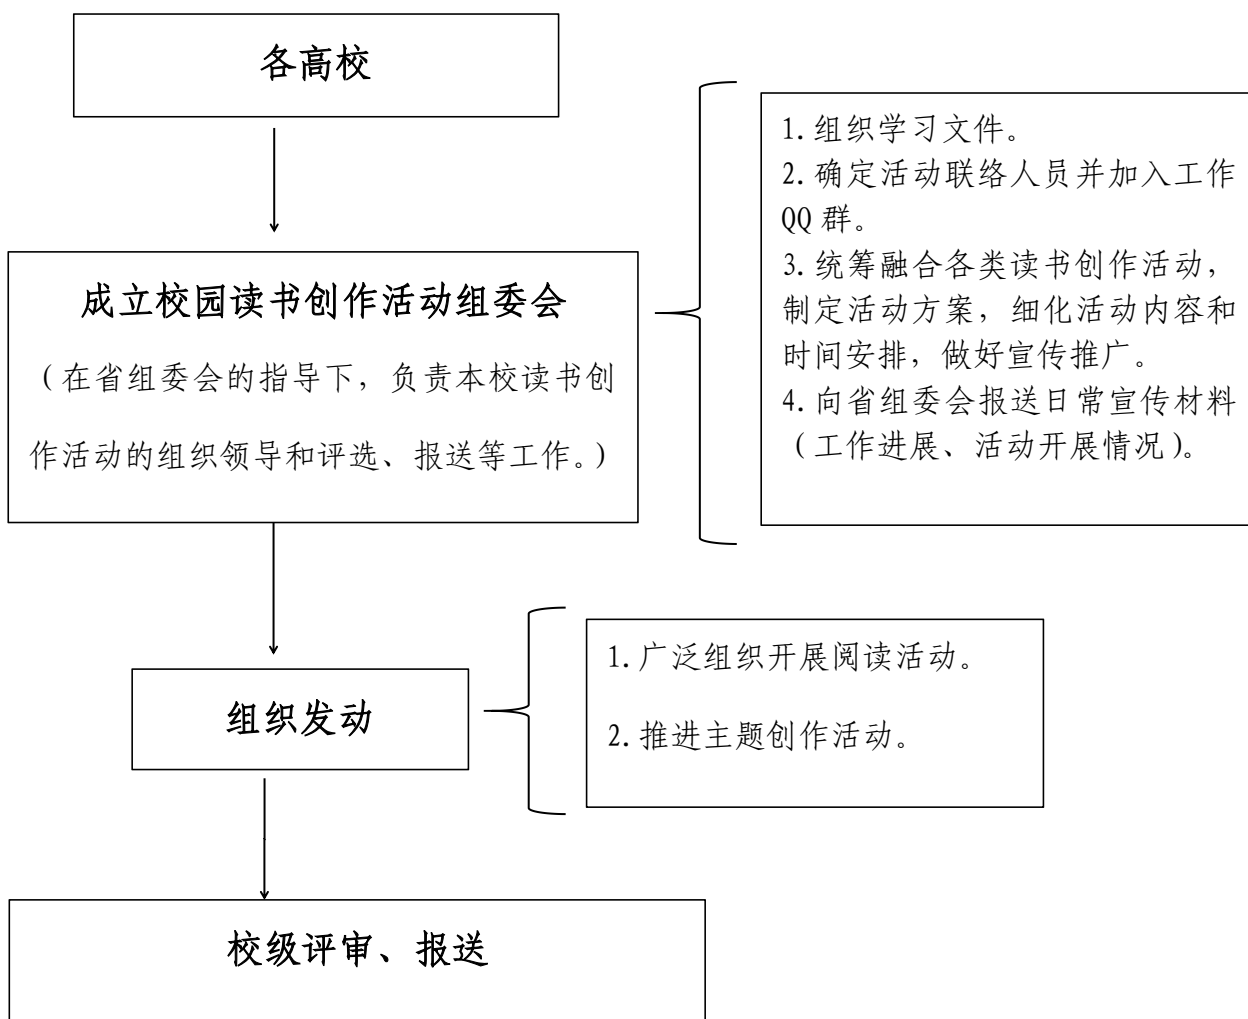 各高校
成立校园读书创作活动组委会
（在省组委会的指导下，负责本校读书创
作活动的组织领导和评选、报送等工作。）
1.组织学习文件。
2.确定活动联络人员并加入工作
QQ群。
3.统筹融合各类读书创作活动，
制定活动方案，细化活动内容和
时间安排，做好宣传推广。
4.向省组委会报送日常宣传材料
（工作进展、活动开展情况）。
组织发动
1.广泛组织开展阅读活动。
2.推进主题创作活动。
校级评审、报送